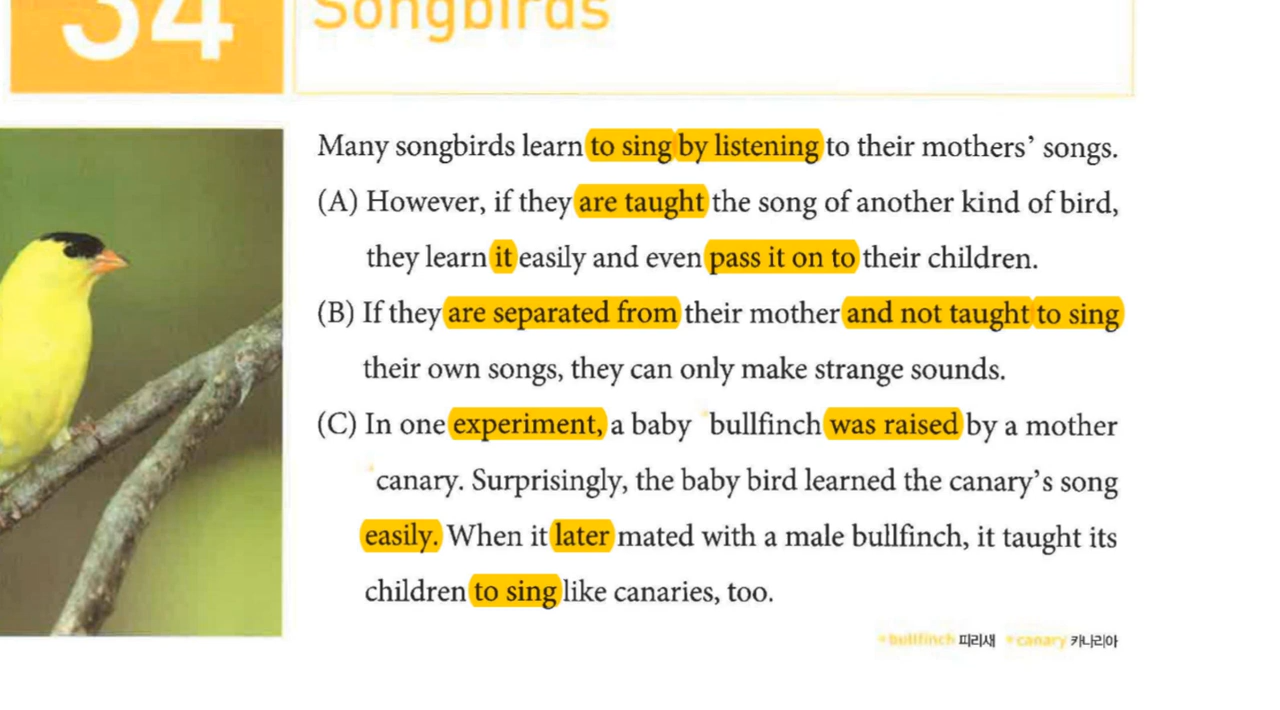 34
Songbirds
Many songbirds learn to sing by listening to their mothers' songs.
(A) However, if they are taught the song of another kind of bird,
they learn it easily and even pass it on to their children.
(B) If they are separated from their mother and not taught to sing
their own songs, they can only make strange sounds.
(C) In one experiment, a baby *bullfinch was raised by a mother
*canary. Surprisingly, the baby bird learned the canary's song
easily. When it later mated with a male bullfinch, it taught its
children to sing like canaries, too.
*bullfinch 피리새 *canary 카나리아